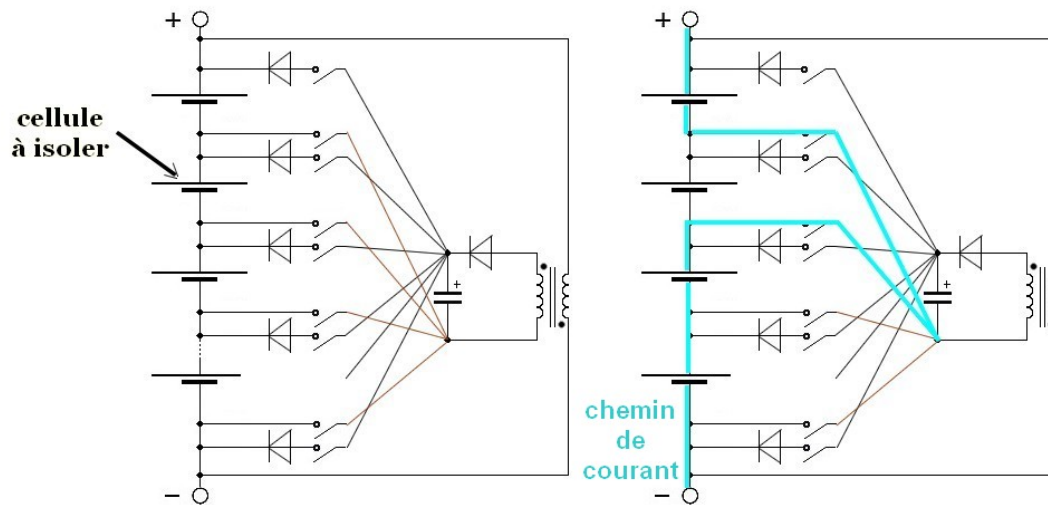 +
cellule
à isoler
+
−
+
+
chemin
de
courant
−